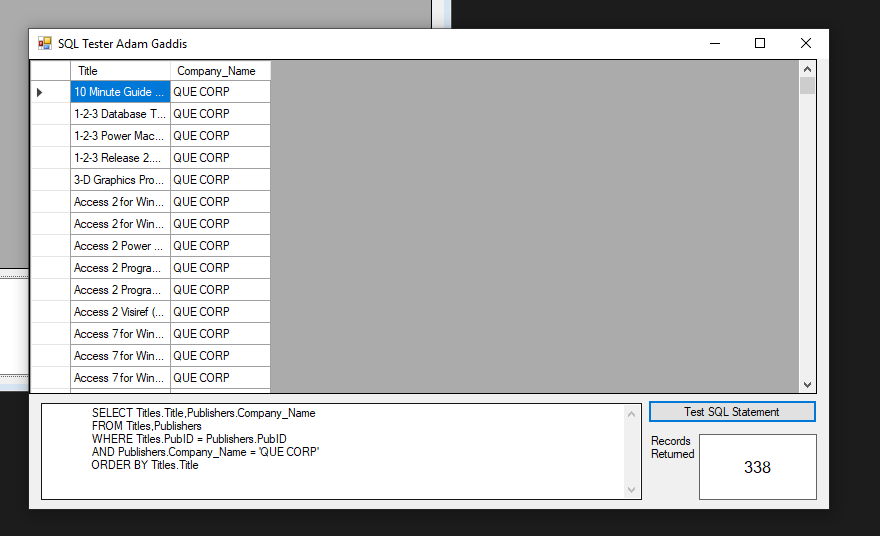 SQL Tester Adam Gaddis
Title Company_Name
10 Minute Guide ... QUE CORP
1-2-3 Database T... QUE CORP
1-2-3 Power Mac... QUE CORP
1-2-3 Release 2.... QUE CORP
3-D Graphics Pro... QUE CORP
Access 2 for Win... QUE CORP
Access 2 for Win... QUE CORP
Access 2 Power ... QUE CORP
Access 2 Progra... QUE CORP
Access 2 Progra... QUE CORP
Access 2 Visiref (... QUE CORP
Access 7 for Win... QUE CORP
Access 7 for Win... QUE CORP
Access 7 for Win... QUE CORP
SELECT Titles.Title,Publishers.Company_Name
FROM Titles,Publishers
WHERE Titles.PubID = Publishers.PubID
AND Publishers.Company_Name = 'QUE CORP'
ORDER BY Titles.Title
Test SQL Statement
Records
Returned
338